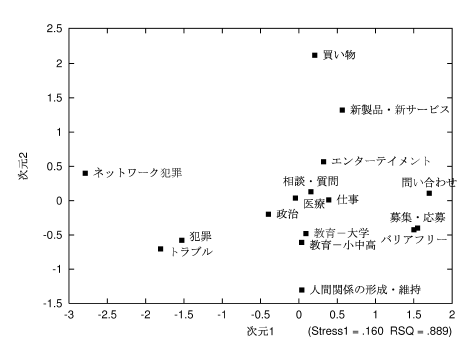 2.5
買い物
2
1.5
新製品・新サービス
1
エンターテイメント
次元2
0.5
ネットワーク犯罪
相談・質問
問い合わせ
0
医療
仕事
政治
募集・応募
-0.5
犯罪
教育－大学
バリアフリー
トラブル
教育－小中高
-1
人間関係の形成・維持
-1.5
-3 -2.5 -2 -1.5 -1 -0.5 0 0.5 1 1.5 2
次元1
(Stress1 = .160 RSQ = .889)